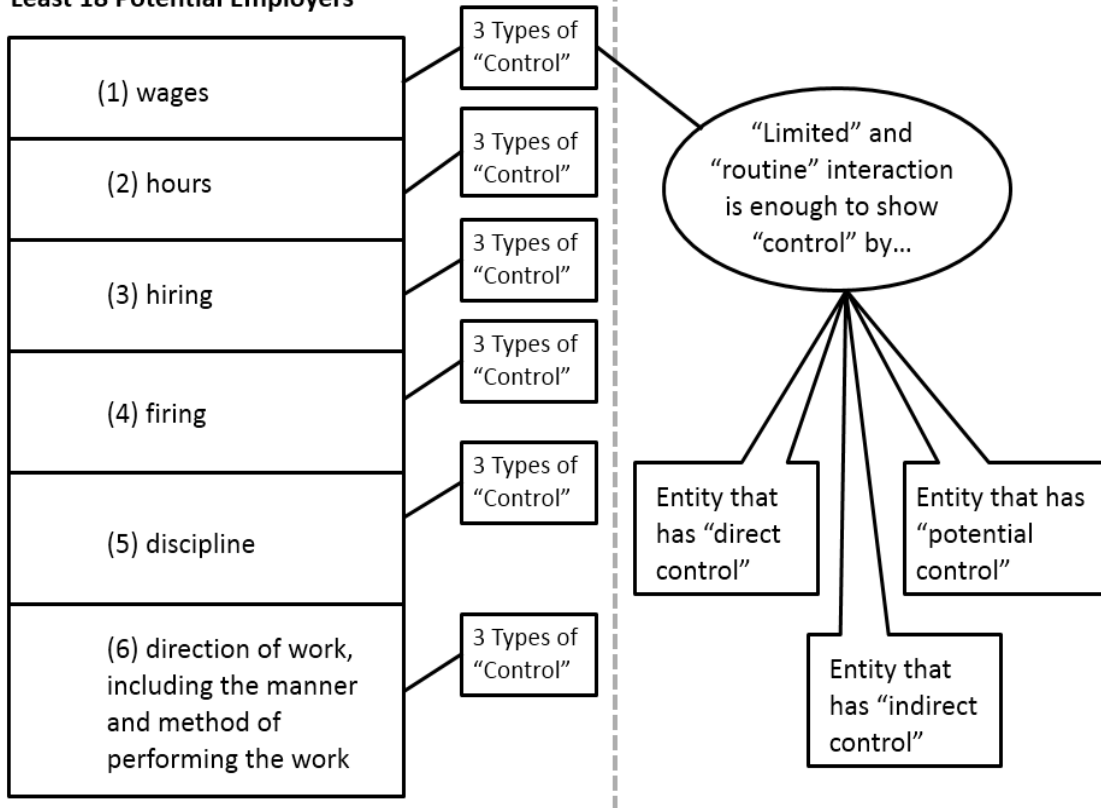 Least 18 Potential Employers
(1) wages
(2) hours
(3) hiring
(4) firing
(5) discipline
(6) direction of work,
including the manner
and method of
performing the work
3 Types of
“Control”
3 Types of
“Control”
3 Types of
“Control”
3 Types of
“Control”
3 Types of
“Control”
3 Types of
“Control”
“Limited” and
“routine” interaction
is enough to show
“control” by…
Entity that
has “direct
control”
Entity that has
“potential
control”
Entity that
has “indirect
control”